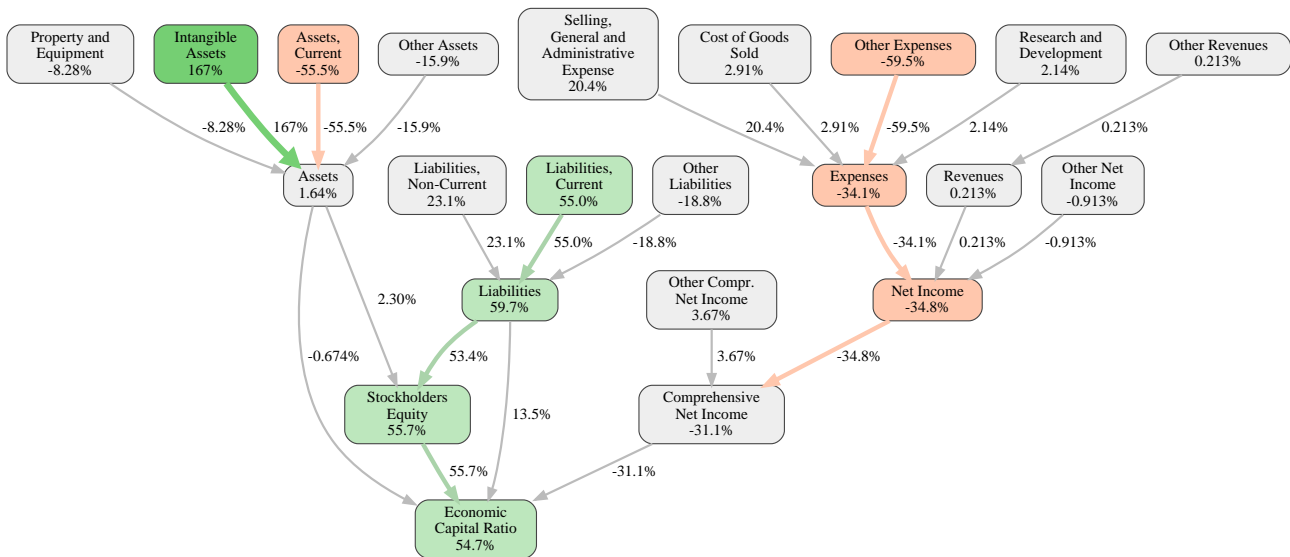 Property and
Equipment
-8.28%
Intangible
Assets
167%
Assets,
Current
-55.5%
Other Assets
-15.9%
Selling,
General and
Administrative
Expense
20.4%
Cost of Goods
Sold
2.91%
Other Expenses
-59.5%
Research and
Development
2.14%
Other Revenues
0.213%
-8.28%
167%
-55.5%
-15.9%
20.4%
2.91%
-59.5%
2.14%
0.213%
Assets
1.64%
Liabilities,
Non-Current
23.1%
Liabilities,
Current
55.0%
Other
Liabilities
-18.8%
Expenses
-34.1%
Revenues
0.213%
Other Net
Income
-0.913%
23.1%
55.0%
-18.8%
-34.1%
0.213%
-0.913%
2.30%
Liabilities
59.7%
Other Compr.
Net Income
3.67%
Net Income
-34.8%
-0.674%
53.4%
3.67%
-34.8%
Stockholders
Equity
55.7%
13.5%
Comprehensive
Net Income
-31.1%
55.7%
-31.1%
Economic
Capital Ratio
54.7%